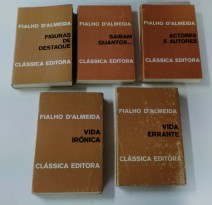 FIALHO D'ALMEIDA
FIGURAS
DE
DESTAQUE
CLÁSSICA EDITORA
FIALHO D'ALMEIDA
SAIBAM
QUANTOS...
CLÁSSICA EDITORA
FIALHO D'ALMEIDA
ACTORES
E AUTORES
CLÁSSICA EDITORA
FIALHO D'ALMEIDA
VIDA
IRÓNICA
CLÁSSICA EDITORA
FIALHO D'ALMEIDA
VIDA
ERRANTE
CLÁSSICA EDITORA